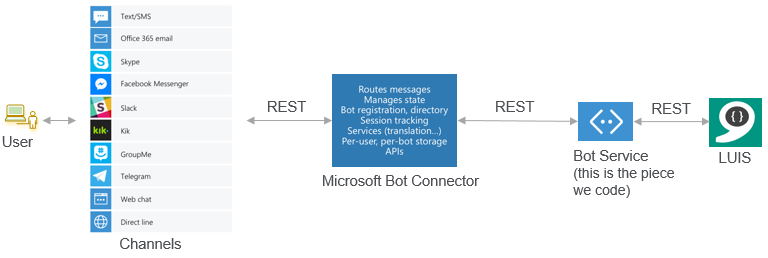 Text/SMS
Office 365 email
Skype
Facebook Messenger
Slack
kik
Kik
GroupMe
Telegram
Web chat
Direct line
User
Channels
REST
Routes messages
Manages state
Bot registration, directory
Session tracking
Services (translation...)
Per-user, per-bot storage
APIs
Microsoft Bot Connector
REST
Bot Service
(this is the piece
we code)
REST
{ }
LUIS